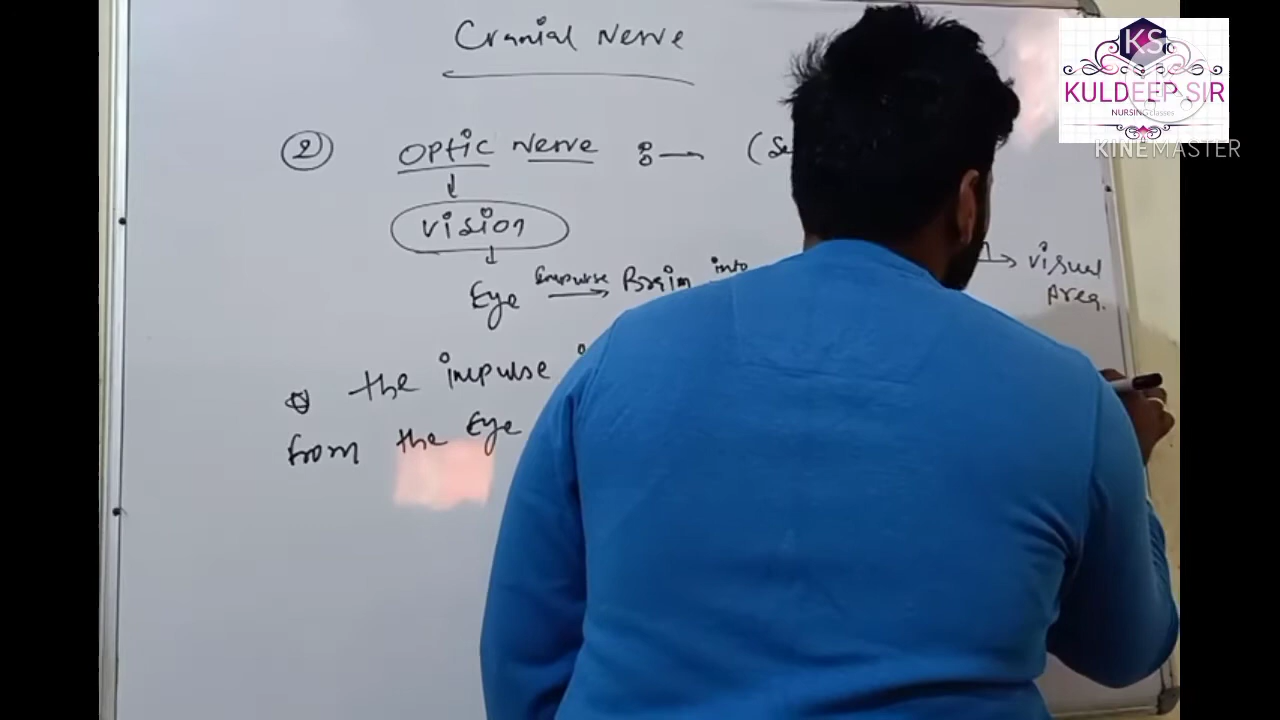 Cranial Nerve
KS
KULDEEP SIR
NURSING classes
KINEMASTER
2 Optic Nerve (Se
Vision
Eye Impulse Brain into
visual
Area.
the impulse i
from the Eye